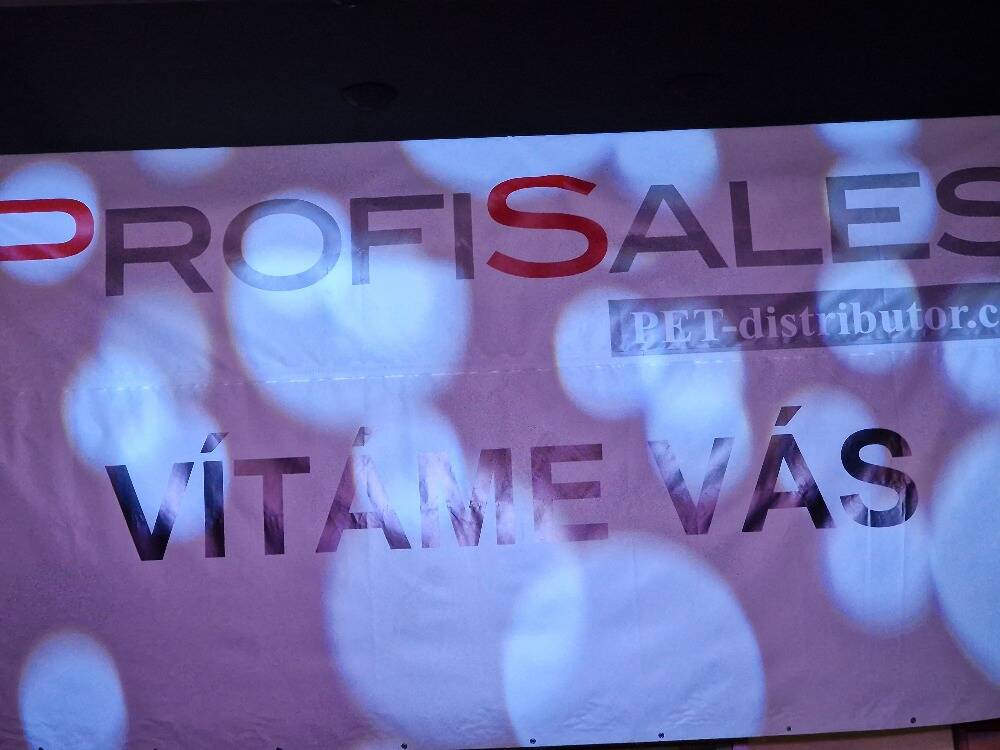 PROFISALES
PET-distributor.c
VÍTÁME VÁS